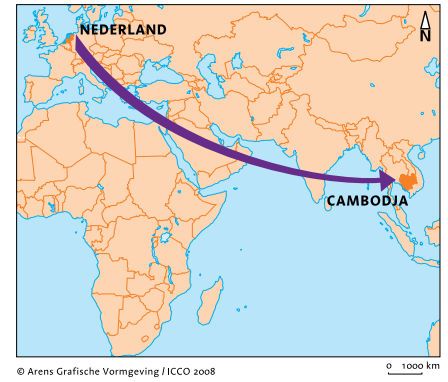 NEDERLAND
N
CAMBODJA
© Arens Grafische Vormgeving / ICCO 2008
0 1000 km